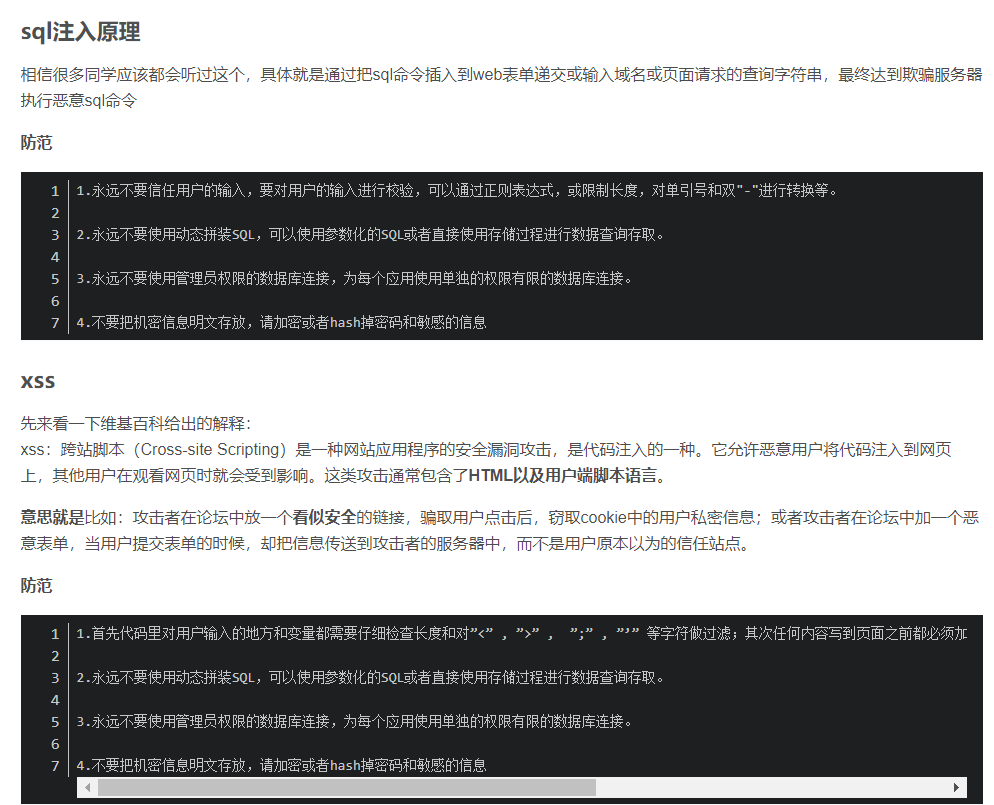 sql注入原理
相信很多同学应该都会听过这个，具体就是通过把sql命令插入到web表单递交或输入域名或页面请求的查询字符串，最终达到欺骗服务器
执行恶意sql命令
防范
1 1.永远不要信任用户的输入，要对用户的输入进行校验，可以通过正则表达式，或限制长度，对单引号和双"-"进行转换等。
2
3 2.永远不要使用动态拼装SQL，可以使用参数化的SQL或者直接使用存储过程进行数据查询存取。
4
5 3.永远不要使用管理员权限的数据库连接，为每个应用使用单独的权限有限的数据库连接。
6
7 4.不要把机密信息明文存放，请加密或者hash掉密码和敏感的信息
xss
先来看一下维基百科给出的解释：
xss：跨站脚本（Cross-site Scripting）是一种网站应用程序的安全漏洞攻击，是代码注入的一种。它允许恶意用户将代码注入到网页
上，其他用户在观看网页时就会受到影响。这类攻击通常包含了HTML以及用户端脚本语言。
意思就是比如：攻击者在论坛中放一个看似安全的链接，骗取用户点击后，窃取cookie中的用户私密信息；或者攻击者在论坛中加一个恶
意表单，当用户提交表单的时候，却把信息传送到攻击者的服务器中，而不是用户原本以为的信任站点。
防范
1 1.首先代码里对用户输入的地方和变量都需要仔细检查长度和对”<”,”>”,”;”,”’”等字符做过滤；其次任何内容写到页面之前都必须加
2
3 2.永远不要使用动态拼装SQL，可以使用参数化的SQL或者直接使用存储过程进行数据查询存取。
4
5 3.永远不要使用管理员权限的数据库连接，为每个应用使用单独的权限有限的数据库连接。
6
7 4.不要把机密信息明文存放，请加密或者hash掉密码和敏感的信息